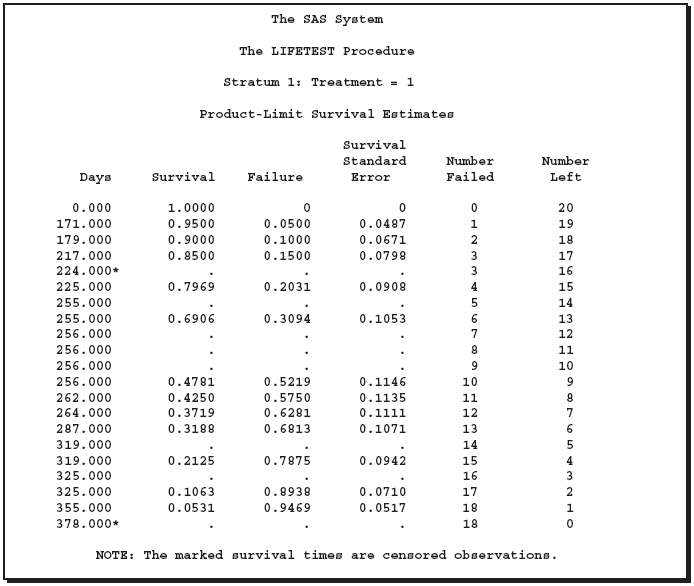 The SAS System
The LIFETEST Procedure
Stratum 1: Treatment = 1
Product-Limit Survival Estimates
Survival
Standard Number Number
Days Survival Failure Error Failed Left
0.000 1.0000 0 0 0 20
171.000 0.9500 0.0500 0.0487 1 19
179.000 0.9000 0.1000 0.0671 2 18
217.000 0.8500 0.1500 0.0798 3 17
224.000* . . . 3 16
225.000 0.7969 0.2031 0.0908 4 15
255.000 . . . 5 14
255.000 0.6906 0.3094 0.1053 6 13
256.000 . . . 7 12
256.000 . . . 8 11
256.000 . . . 9 10
256.000 0.4781 0.5219 0.1146 10 9
262.000 0.4250 0.5750 0.1135 11 8
264.000 0.3719 0.6281 0.1111 12 7
287.000 0.3188 0.6813 0.1071 13 6
319.000 . . . 14 5
319.000 0.2125 0.7875 0.0942 15 4
325.000 . . . 16 3
325.000 0.1063 0.8938 0.0710 17 2
355.000 0.0531 0.9469 0.0517 18 1
378.000* . . . 18 0
NOTE: The marked survival times are censored observations.